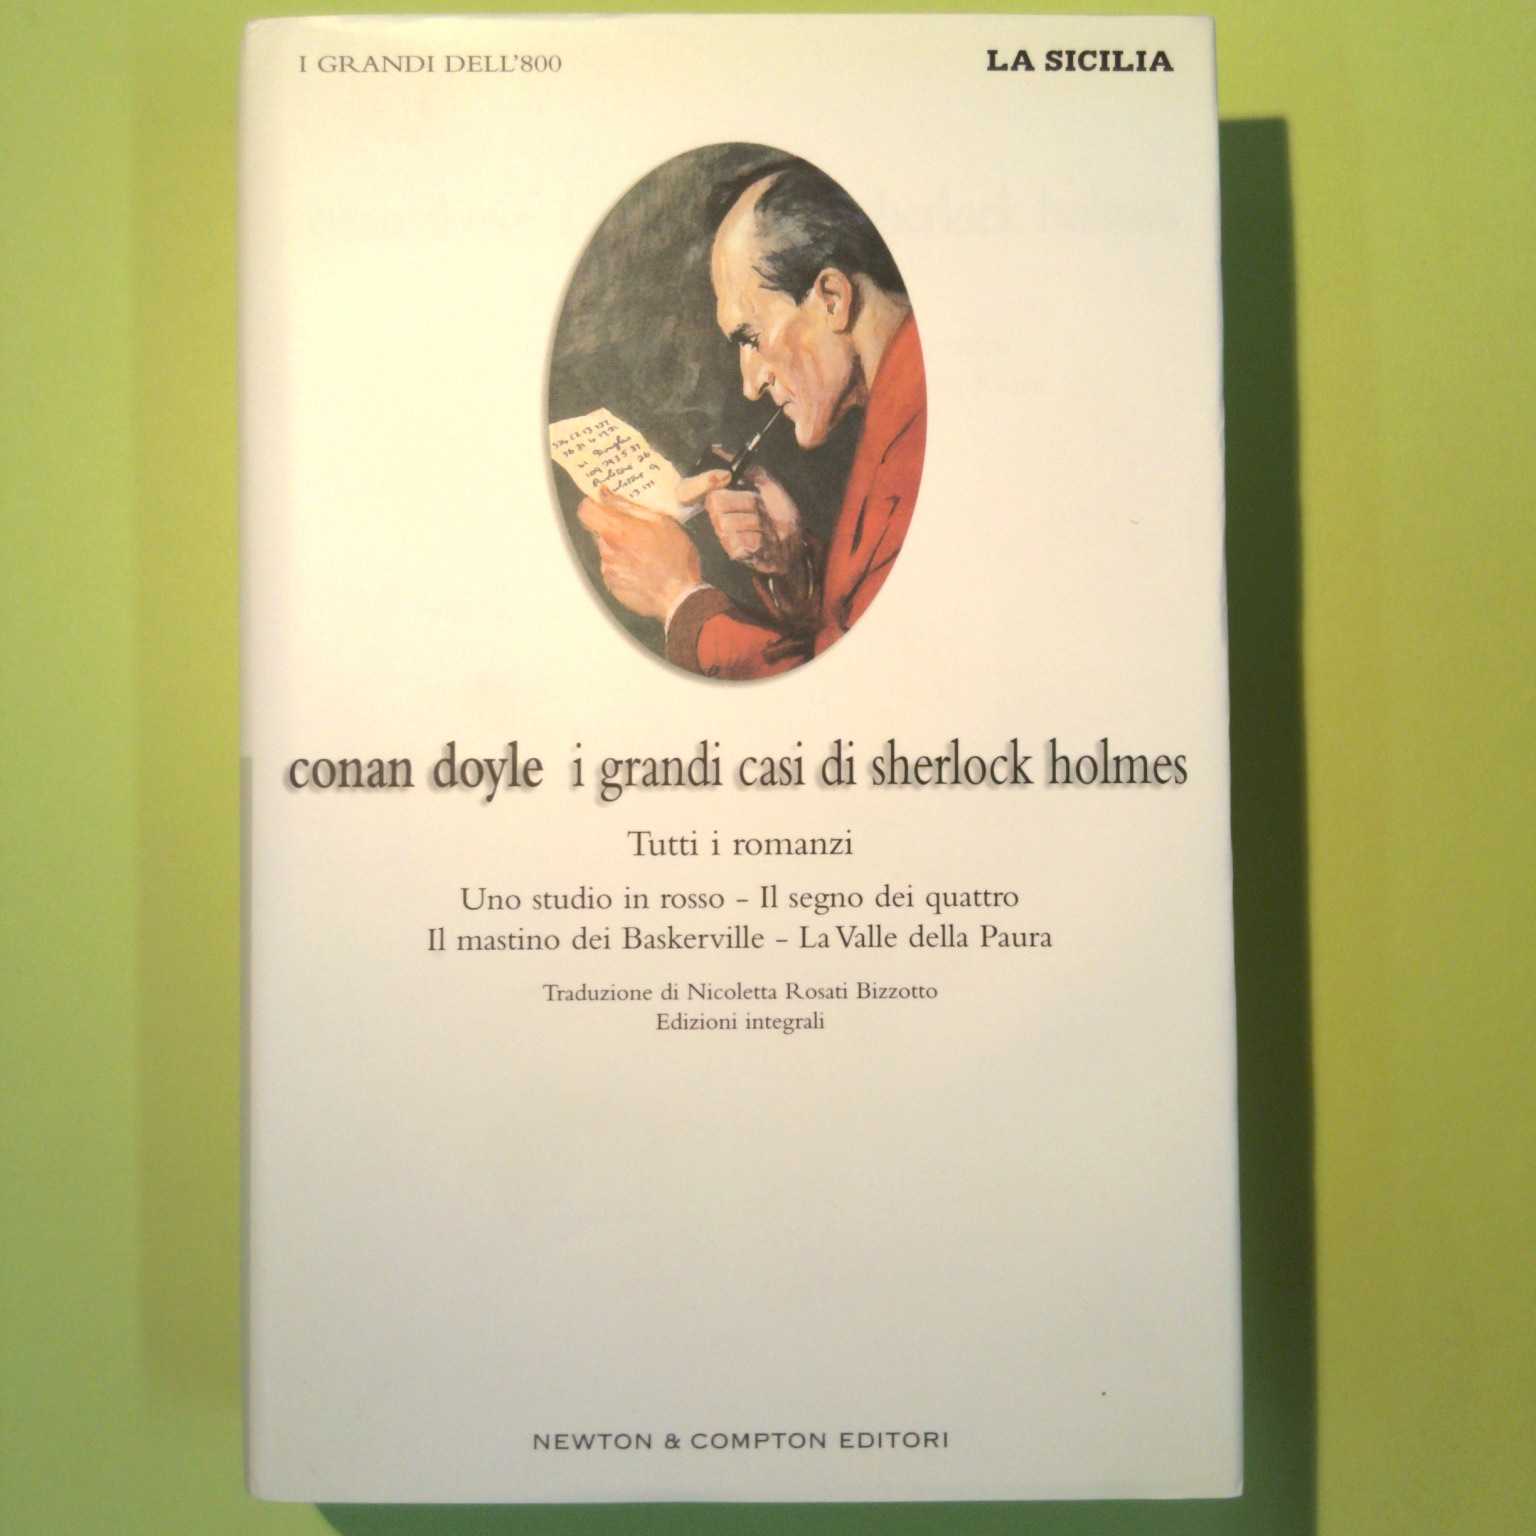 I GRANDI DELL'800
LA SICILIA
conan doyle i grandi casi di sherlock holmes
Tutti i romanzi
Uno studio in rosso – Il segno dei quattro
Il mastino dei Baskerville – La Valle della Paura
Traduzione di Nicoletta Rosati Bizzotto
Edizioni integrali
NEWTON & COMPTON EDITORI